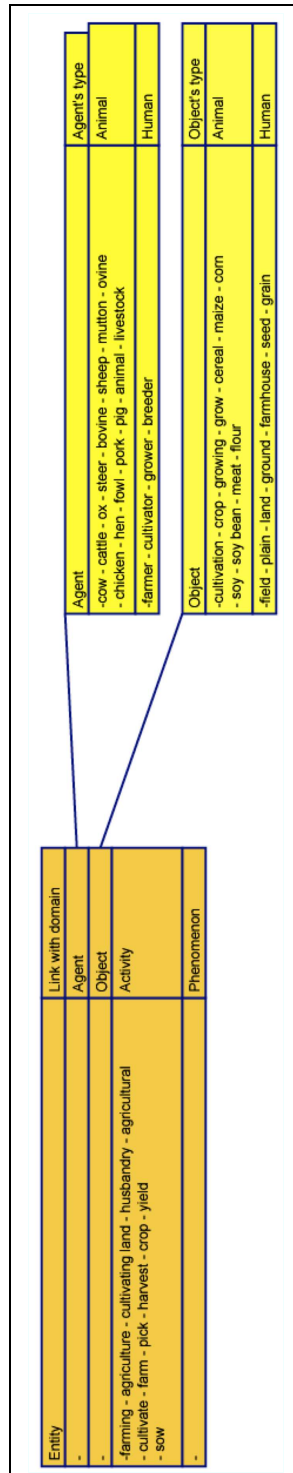 Entity Link with domain
- Agent
- Object
-farming - agriculture - cultivating land - husbandry - agricultural Activity
- cultivate - farm - pick - harvest - crop - yield
- sow
- Phenomenon
Agent Agent's type
-cow - cattle - ox - steer - bovine - sheep - mutton - ovine Animal
- chicken - hen - fowl - pork - pig - animal - livestock
-farmer - cultivator - grower - breeder Human
Object Object's type
-cultivation - crop - growing - grow - cereal - maize - corn Animal
- soy - soy bean - meat - flour
-field - plain - land - ground - farmhouse - seed - grain Human